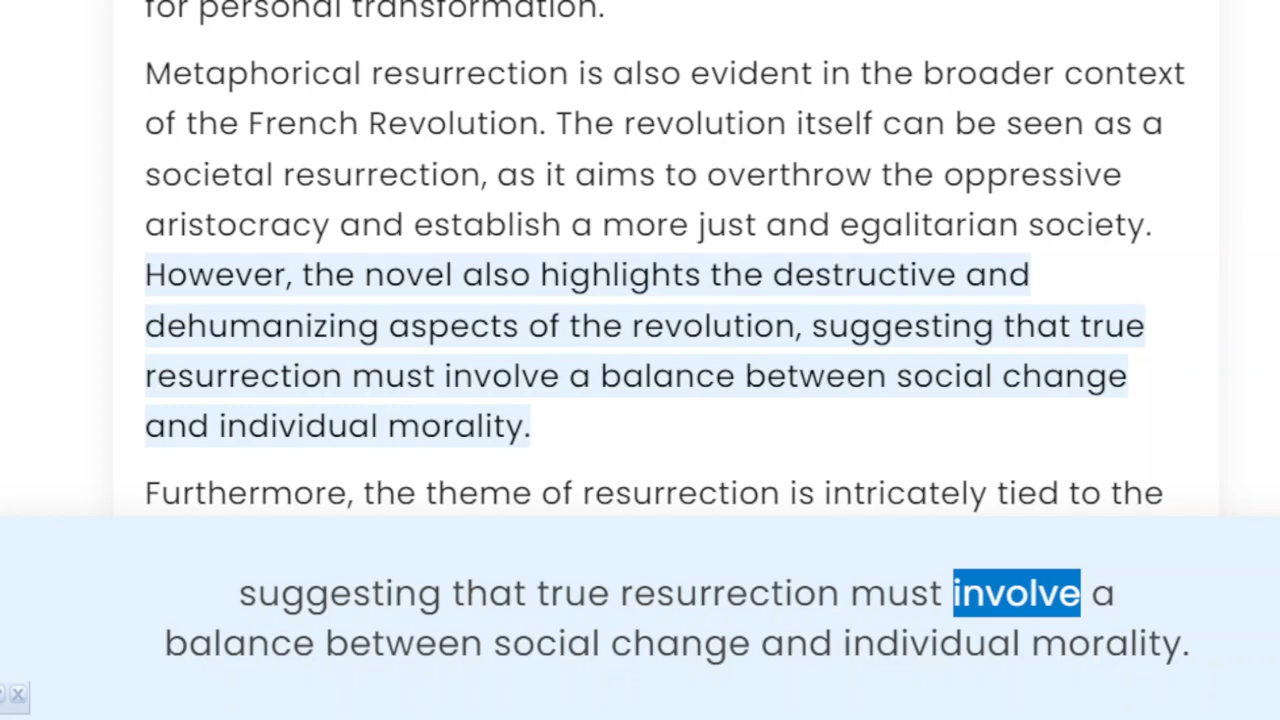 for personal transformation.
Metaphorical resurrection is also evident in the broader context
of the French Revolution. The revolution itself can be seen as a
societal resurrection, as it aims to overthrow the oppressive
aristocracy and establish a more just and egalitarian society.
However, the novel also highlights the destructive and
dehumanizing aspects of the revolution, suggesting that true
resurrection must involve a balance between social change
and individual morality.
Furthermore, the theme of resurrection is intricately tied to the
suggesting that true resurrection must involve a
balance between social change and individual morality.